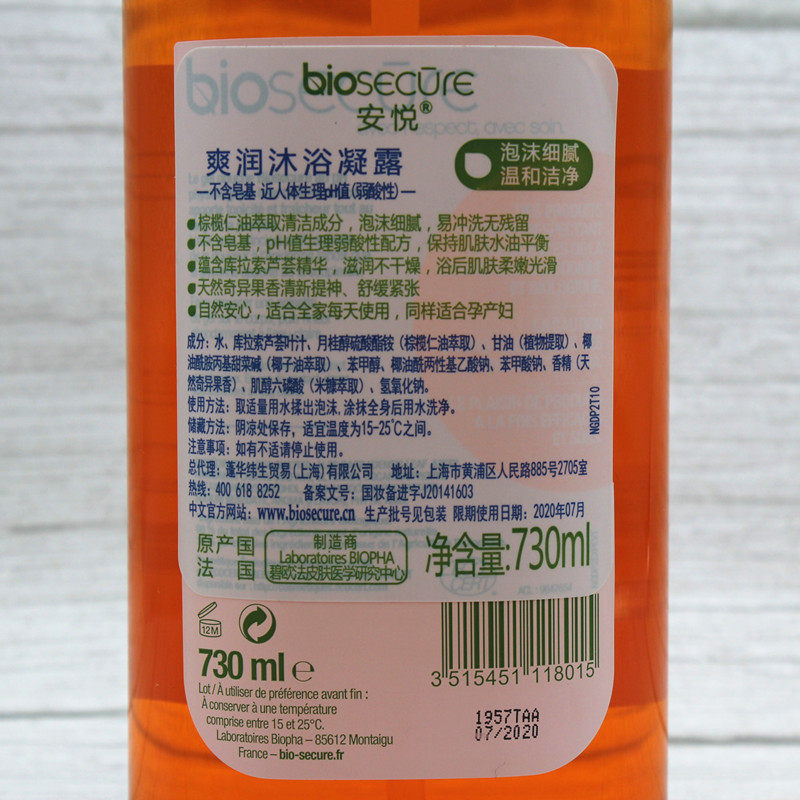 biosecūre
安悦®
爽润沐浴凝露
—不含皂基 近人体生理pH值(弱酸性)—
泡沫细腻
温和洁净
棕榄仁油萃取清洁成分，泡沫细腻，易冲洗无残留
不含皂基，pH值生理弱酸性配方，保持肌肤水油平衡
蕴含库拉索芦荟精华，滋润不干燥，浴后肌肤柔嫩光滑
天然奇异果香清新提神、舒缓紧张
自然安心，适合全家每天使用，同样适合孕产妇
成分：水、库拉索芦荟叶汁、月桂醇硫酸酯铵（棕榄仁油萃取）、甘油（植物提取）、椰
油酰胺丙基甜菜碱（椰子油萃取）、苯甲醇、椰油酰两性基乙酸钠、苯甲酸钠、香精（天
然奇异果香）、肌醇六磷酸（米糠萃取）、氢氧化钠。
使用方法：取适量用水揉出泡沫，涂抹全身后用水洗净。
储藏方法：阴凉处保存，适宜温度为15-25℃之间。
注意事项：如有不适请停止使用。
NGDP2T10
总代理：蓬华纬生贸易(上海)有限公司 地址：上海市黄浦区人民路885号2705室
热线：400 618 8252 备案文号：国妆备进字J20141603
中文官方网站：www.biosecure.cn 生产批号见包装 限期使用日期：2020年07月
原产国
法国
制造商
Laboratoires BIOPHA
碧欧法皮肤医学研究中心
净含量:730ml
12M
730 ml e
Lot / À utiliser de préférence avant fin :
À conserver à une température
comprise entre 15 et 25°C.
Laboratoires Biopha – 85612 Montaigu
France – bio-secure.fr
3 515451 118015
1957TAA
07/2020